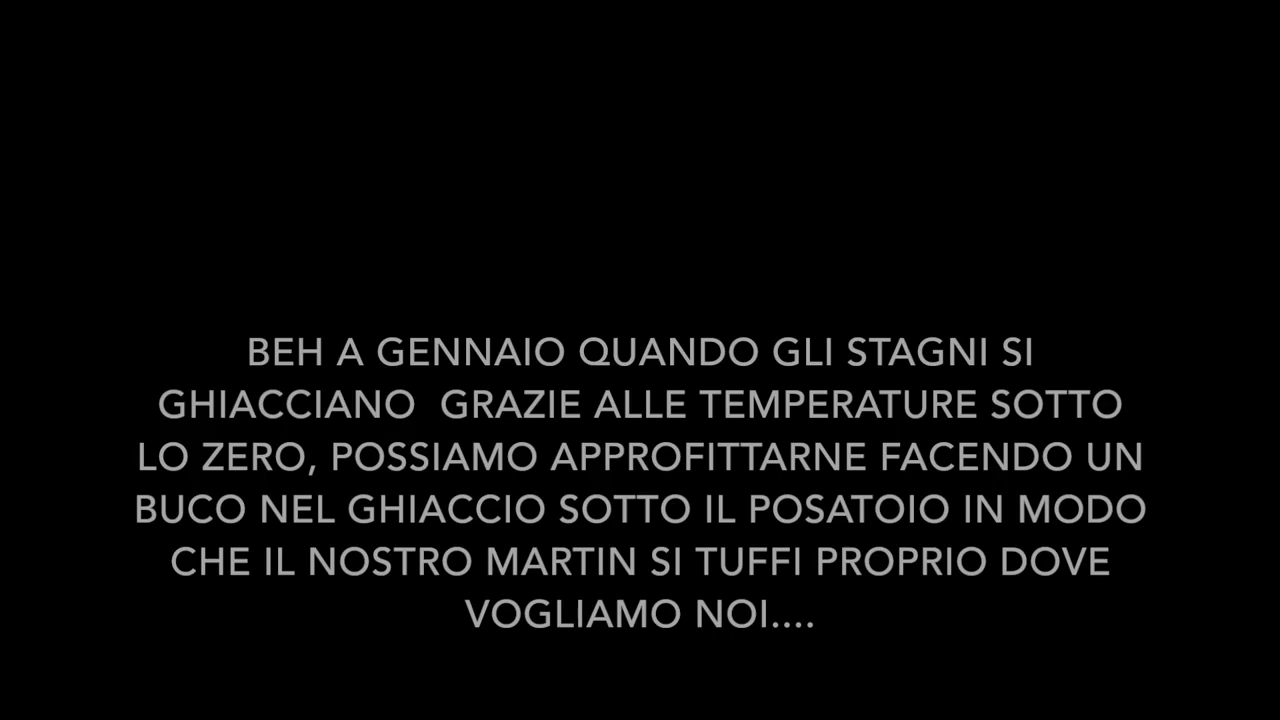 BEH A GENNAIO QUANDO GLI STAGNI SI
GHIACCIANO  GRAZIE ALLE TEMPERATURE SOTTO
LO ZERO, POSSIAMO APPROFITTARNE FACENDO UN
BUCO NEL GHIACCIO SOTTO IL POSATOIO IN MODO
CHE IL NOSTRO MARTIN SI TUFFI PROPRIO DOVE
VOGLIAMO NOI....